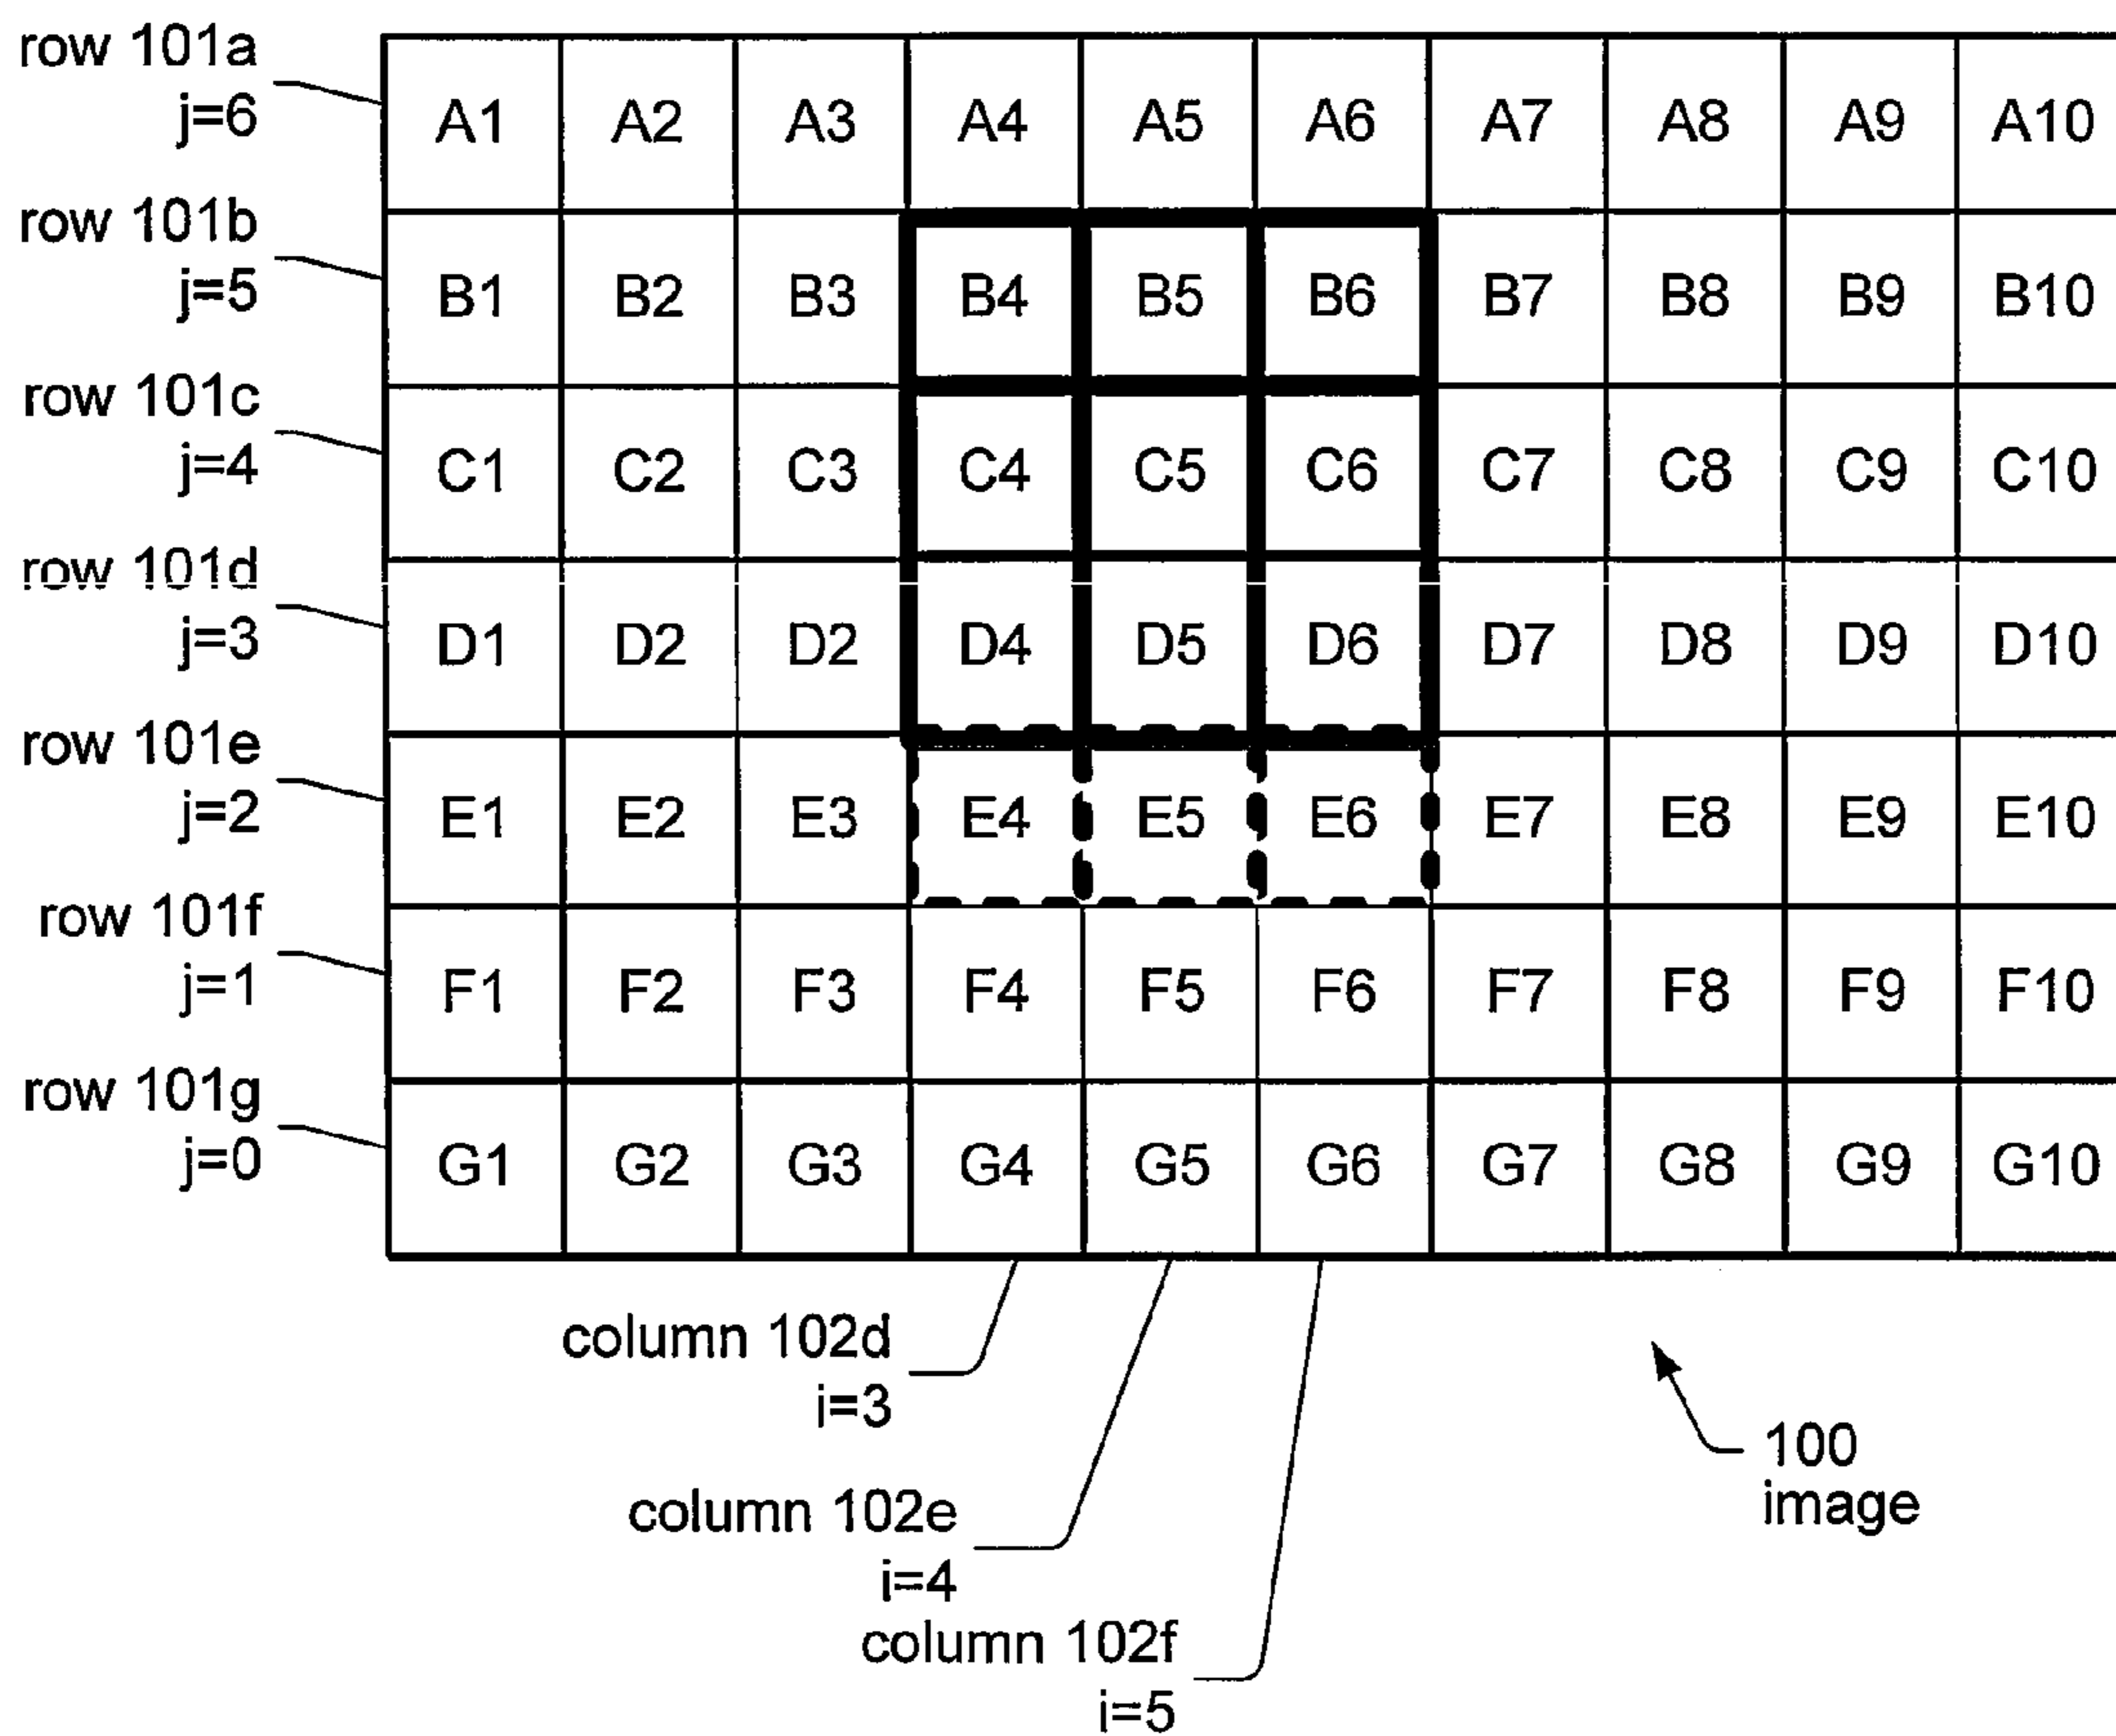 row 101a
j=6
A1 A2 A3 A4 A5 A6 A7 A8 A9 A10
row 101b
j=5
B1 B2 B3 B4 B5 B6 B7 B8 B9 B10
row 101c
j=4
C1 C2 C3 C4 C5 C6 C7 C8 C9 C10
row 101d
j=3
D1 D2 D2 D4 D5 D6 D7 D8 D9 D10
row 101e
j=2
E1 E2 E3 E4 E5 E6 E7 E8 E9 E10
row 101f
j=1
F1 F2 F3 F4 F5 F6 F7 F8 F9 F10
row 101g
j=0
G1 G2 G3 G4 G5 G6 G7 G8 G9 G10
column 102d
i=3
column 102e
i=4
column 102f
i=5
100
image